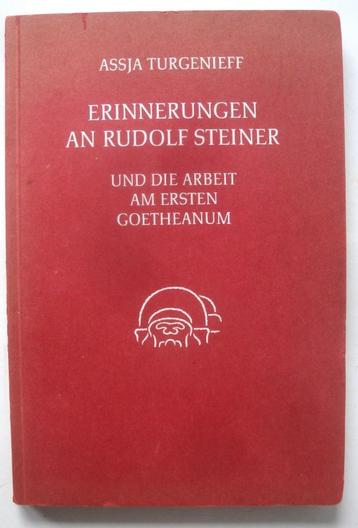 ASSJA TURGENIEFF
ERINNERUNGEN
AN RUDOLF STEINER
UND DIE ARBEIT
AM ERSTEN
GOETHEANUM